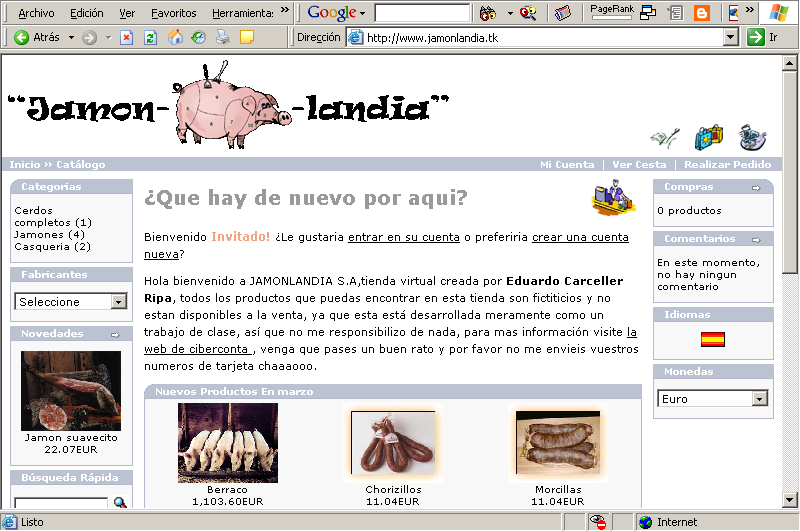 Archivo Edición Ver Favoritos Herramientas »
Google PageRank »
Atrás Dirección http://www.jamonlandia.tk Ir
“Jamon- -landia”
Inicio » Catálogo Mi Cuenta | Ver Cesta | Realizar Pedido
Categorias
Cerdos
completos (1)
Jamones (4)
Casqueria (2)
Fabricantes
Seleccione
Novedades
Jamon suavecito
22.07EUR
Búsqueda Rápida
¿Que hay de nuevo por aqui?
Bienvenido Invitado! ¿Le gustaria entrar en su cuenta o preferiria crear una cuenta
nueva?
Hola bienvenido a JAMONLANDIA S.A,tienda virtual creada por Eduardo Carceller
Ripa, todos los productos que puedas encontrar en esta tienda son fictiticios y no
estan disponibles a la venta, ya que esta está desarrollada meramente como un
trabajo de clase, así que no me responsibilizo de nada, para mas información visite la
web de ciberconta , venga que pases un buen rato y por favor no me envieis vuestros
numeros de tarjeta chaaaooo.
Nuevos Productos En marzo
Berraco Chorizillos Morcillas
1,103.60EUR 11.04EUR 11.04EUR
Compras
0 productos
Comentarios
En este momento,
no hay ningun
comentario
Idiomas
Monedas
Euro
Listo Internet